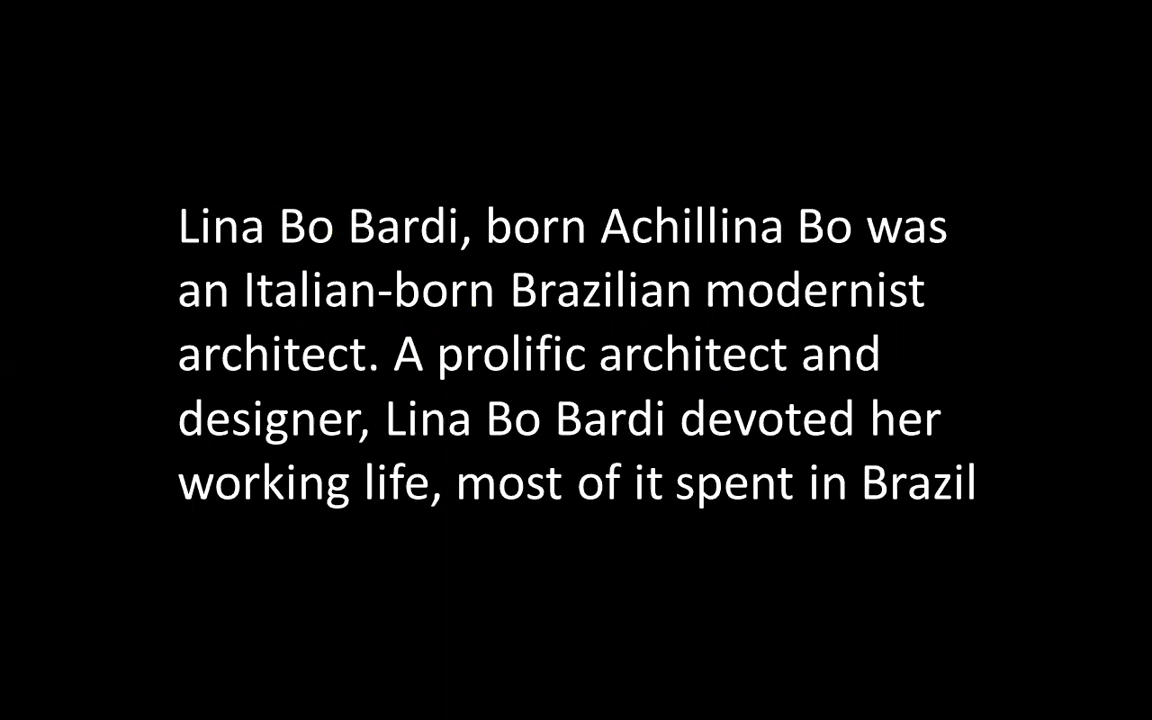 Lina Bo Bardi, born Achillina Bo was
an Italian-born Brazilian modernist
architect. A prolific architect and
designer, Lina Bo Bardi devoted her
working life, most of it spent in Brazil